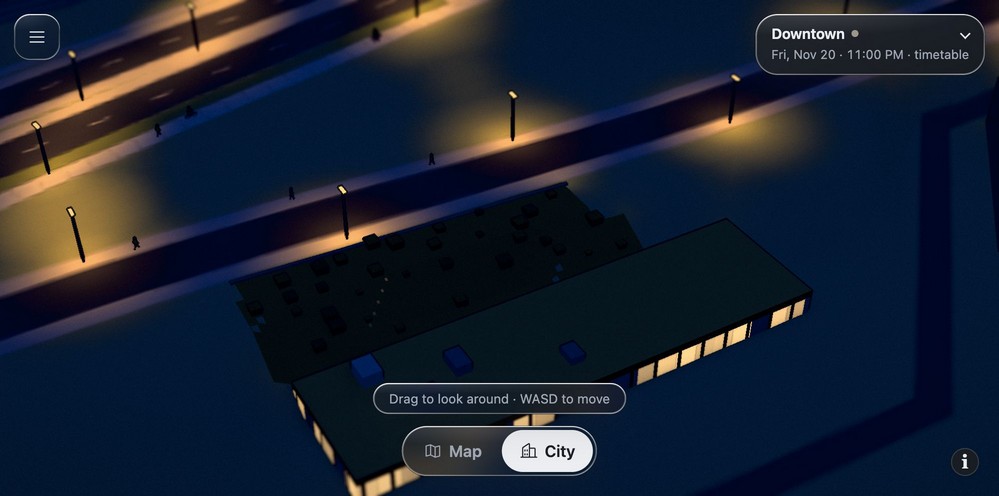 Downtown
Fri, Nov 20 · 11:00 PM · timetable
Drag to look around · WASD to move
Map
City
i